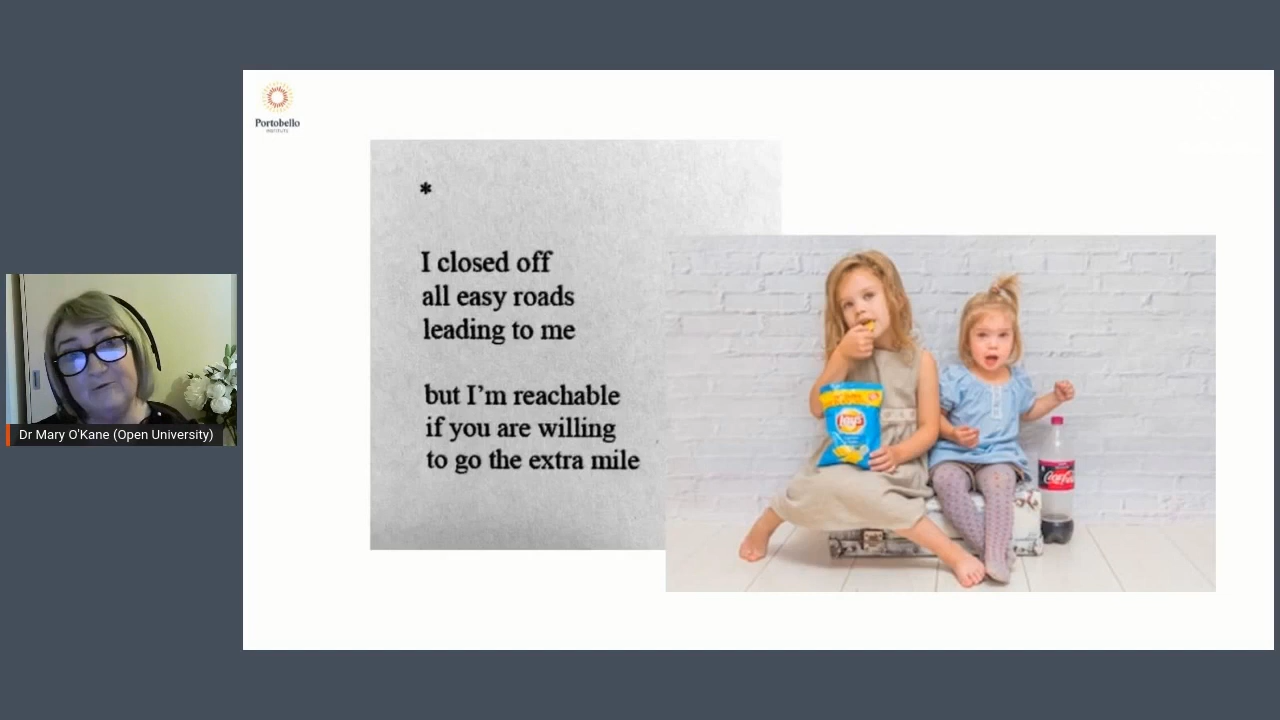 Portobello
INSTITUTE
*
I closed off
all easy roads
leading to me
but I'm reachable
if you are willing
to go the extra mile
Lay's
Coca-Cola
Dr Mary O'Kane (Open University)